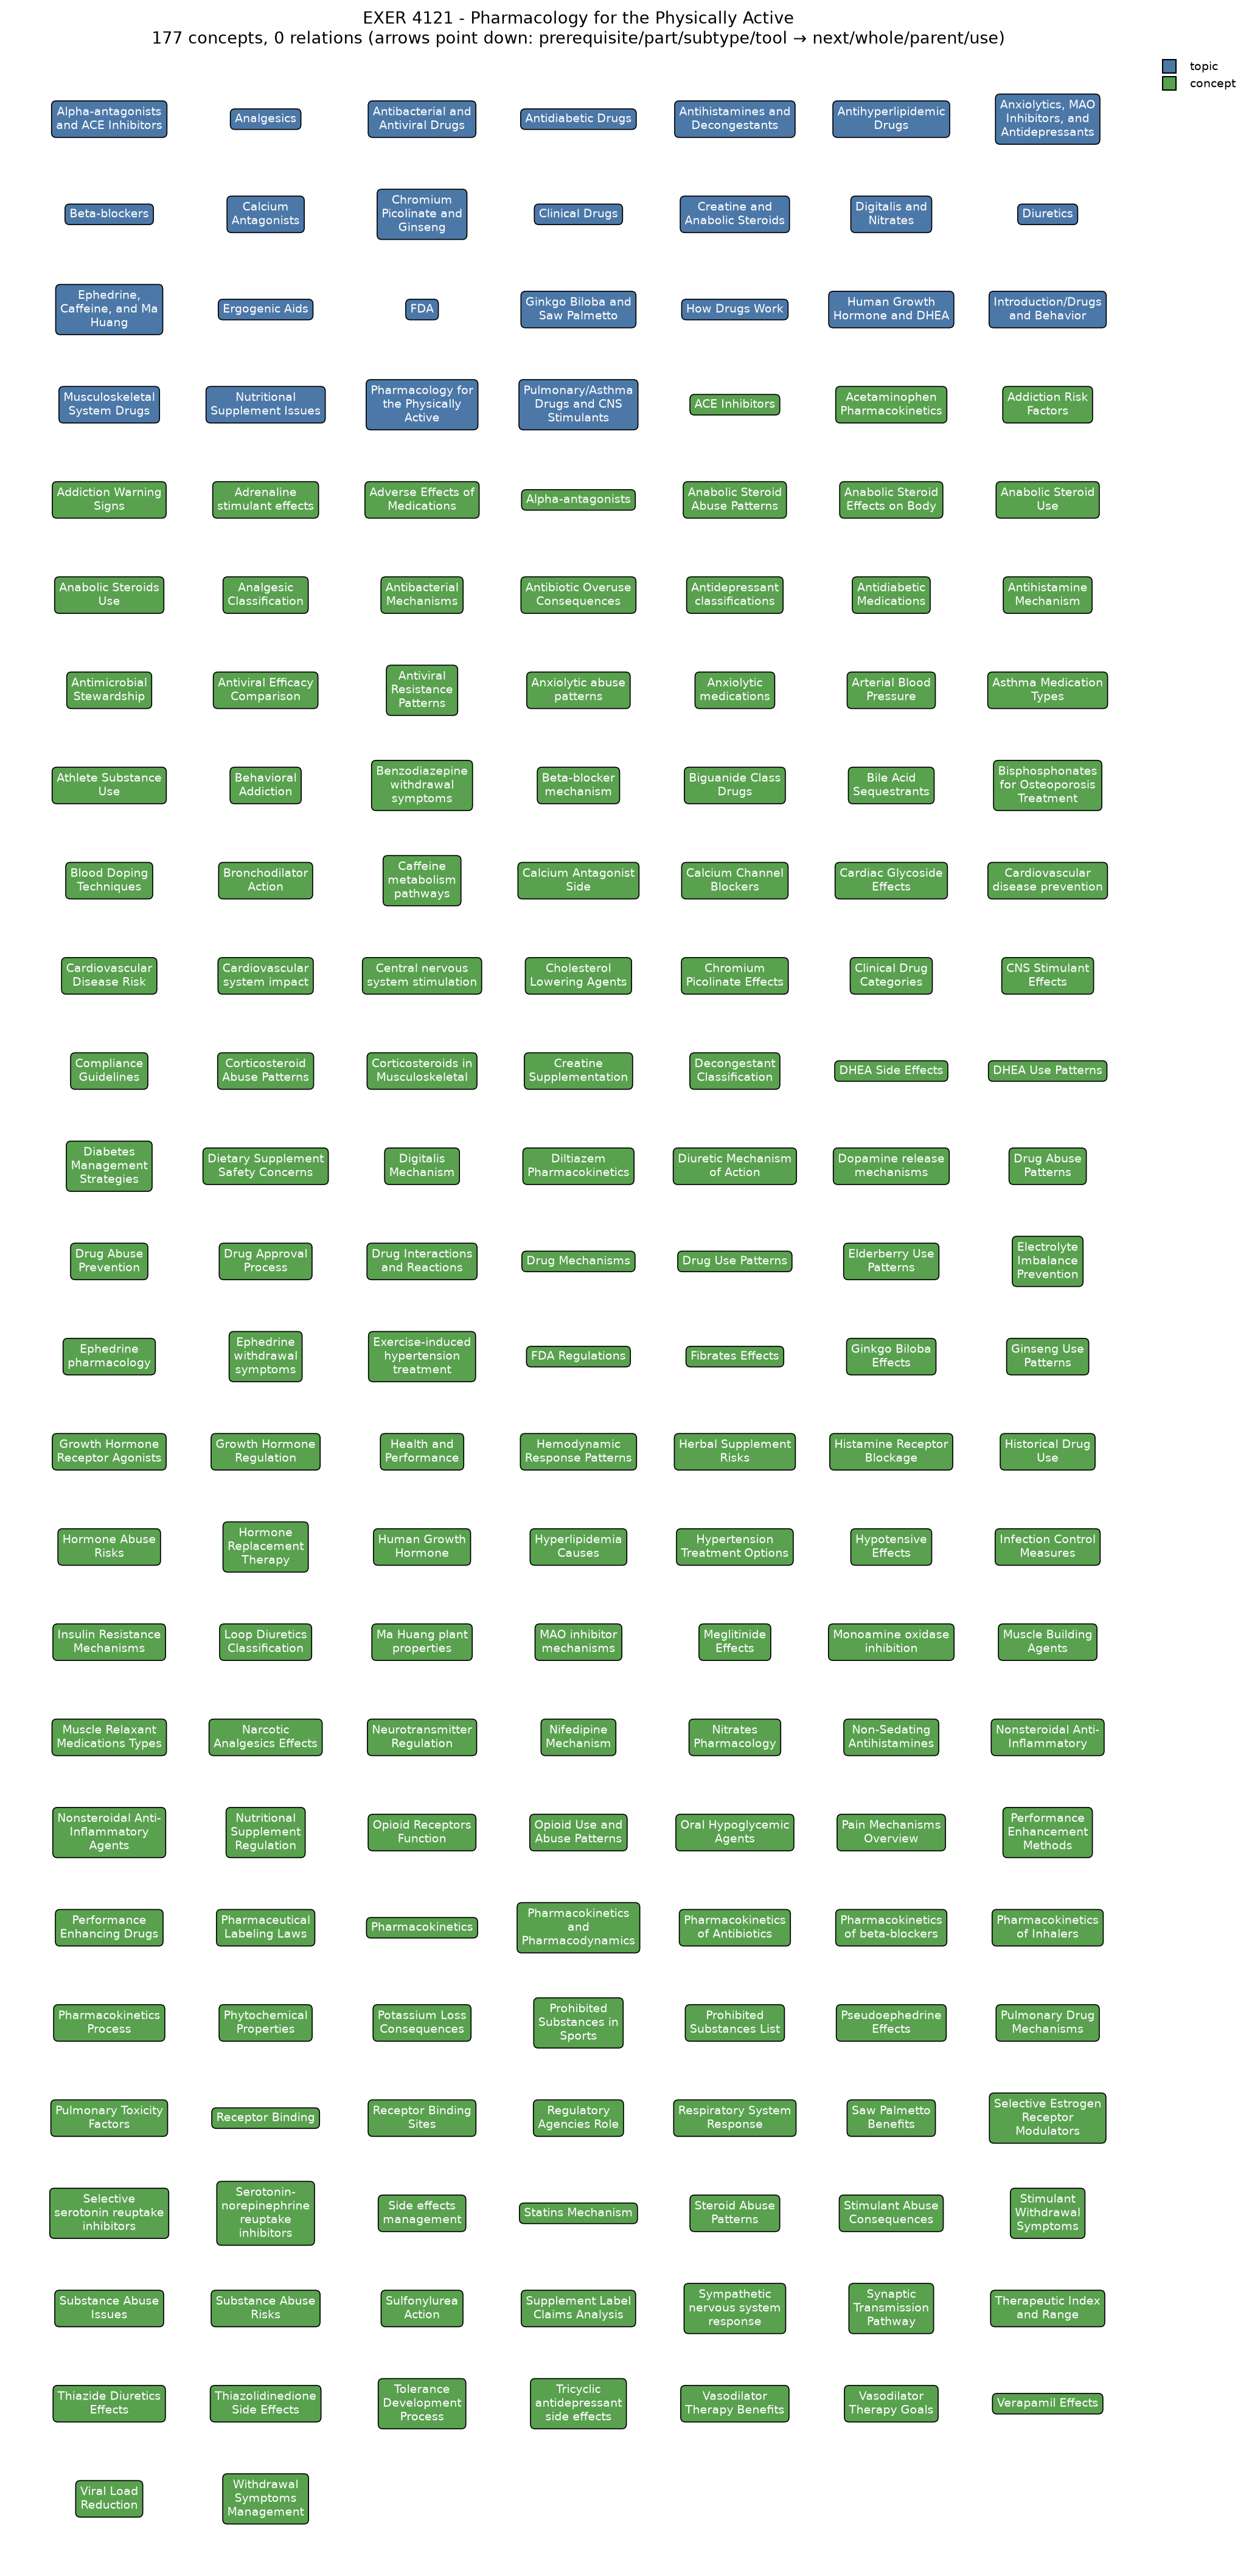 EXER 4121 - Pharmacology for the Physically Active
177 concepts, 0 relations (arrows point down: prerequisite/part/subtype/tool → next/whole/parent/use)
topic
concept
Alpha-antagonists
and ACE Inhibitors
Analgesics
Antibacterial and
Antiviral Drugs
Antidiabetic Drugs
Antihistamines and
Decongestants
Antihyperlipidemic
Drugs
Anxiolytics, MAO
Inhibitors, and
Antidepressants
Beta-blockers
Calcium
Antagonists
Chromium
Picolinate and
Ginseng
Clinical Drugs
Creatine and
Anabolic Steroids
Digitalis and
Nitrates
Diuretics
Ephedrine,
Caffeine, and Ma
Huang
Ergogenic Aids
FDA
Ginkgo Biloba and
Saw Palmetto
How Drugs Work
Human Growth
Hormone and DHEA
Introduction/Drugs
and Behavior
Musculoskeletal
System Drugs
Nutritional
Supplement Issues
Pharmacology for
the Physically
Active
Pulmonary/Asthma
Drugs and CNS
Stimulants
ACE Inhibitors
Acetaminophen
Pharmacokinetics
Addiction Risk
Factors
Addiction Warning
Signs
Adrenaline
stimulant effects
Adverse Effects of
Medications
Alpha-antagonists
Anabolic Steroid
Abuse Patterns
Anabolic Steroid
Effects on Body
Anabolic Steroid
Use
Anabolic Steroids
Use
Analgesic
Classification
Antibacterial
Mechanisms
Antibiotic Overuse
Consequences
Antidepressant
classifications
Antidiabetic
Medications
Antihistamine
Mechanism
Antimicrobial
Stewardship
Antiviral Efficacy
Comparison
Antiviral
Resistance
Patterns
Anxiolytic abuse
patterns
Anxiolytic
medications
Arterial Blood
Pressure
Asthma Medication
Types
Athlete Substance
Use
Behavioral
Addiction
Benzodiazepine
withdrawal
symptoms
Beta-blocker
mechanism
Biguanide Class
Drugs
Bile Acid
Sequestrants
Bisphosphonates
for Osteoporosis
Treatment
Blood Doping
Techniques
Bronchodilator
Action
Caffeine
metabolism
pathways
Calcium Antagonist
Side
Calcium Channel
Blockers
Cardiac Glycoside
Effects
Cardiovascular
disease prevention
Cardiovascular
Disease Risk
Cardiovascular
system impact
Central nervous
system stimulation
Cholesterol
Lowering Agents
Chromium
Picolinate Effects
Clinical Drug
Categories
CNS Stimulant
Effects
Compliance
Guidelines
Corticosteroid
Abuse Patterns
Corticosteroids in
Musculoskeletal
Creatine
Supplementation
Decongestant
Classification
DHEA Side Effects
DHEA Use Patterns
Diabetes
Management
Strategies
Dietary Supplement
Safety Concerns
Digitalis
Mechanism
Diltiazem
Pharmacokinetics
Diuretic Mechanism
of Action
Dopamine release
mechanisms
Drug Abuse
Patterns
Drug Abuse
Prevention
Drug Approval
Process
Drug Interactions
and Reactions
Drug Mechanisms
Drug Use Patterns
Elderberry Use
Patterns
Electrolyte
Imbalance
Prevention
Ephedrine
pharmacology
Ephedrine
withdrawal
symptoms
Exercise-induced
hypertension
treatment
FDA Regulations
Fibrates Effects
Ginkgo Biloba
Effects
Ginseng Use
Patterns
Growth Hormone
Receptor Agonists
Growth Hormone
Regulation
Health and
Performance
Hemodynamic
Response Patterns
Herbal Supplement
Risks
Histamine Receptor
Blockage
Historical Drug
Use
Hormone Abuse
Risks
Hormone
Replacement
Therapy
Human Growth
Hormone
Hyperlipidemia
Causes
Hypertension
Treatment Options
Hypotensive
Effects
Infection Control
Measures
Insulin Resistance
Mechanisms
Loop Diuretics
Classification
Ma Huang plant
properties
MAO inhibitor
mechanisms
Meglitinide
Effects
Monoamine oxidase
inhibition
Muscle Building
Agents
Muscle Relaxant
Medications Types
Narcotic
Analgesics Effects
Neurotransmitter
Regulation
Nifedipine
Mechanism
Nitrates
Pharmacology
Non-Sedating
Antihistamines
Nonsteroidal Anti-
Inflammatory
Nonsteroidal Anti-
Inflammatory
Agents
Nutritional
Supplement
Regulation
Opioid Receptors
Function
Opioid Use and
Abuse Patterns
Oral Hypoglycemic
Agents
Pain Mechanisms
Overview
Performance
Enhancement
Methods
Performance
Enhancing Drugs
Pharmaceutical
Labeling Laws
Pharmacokinetics
Pharmacokinetics
and
Pharmacodynamics
Pharmacokinetics
of Antibiotics
Pharmacokinetics
of beta-blockers
Pharmacokinetics
of Inhalers
Pharmacokinetics
Process
Phytochemical
Properties
Potassium Loss
Consequences
Prohibited
Substances in
Sports
Prohibited
Substances List
Pseudoephedrine
Effects
Pulmonary Drug
Mechanisms
Pulmonary Toxicity
Factors
Receptor Binding
Receptor Binding
Sites
Regulatory
Agencies Role
Respiratory System
Response
Saw Palmetto
Benefits
Selective Estrogen
Receptor
Modulators
Selective
serotonin reuptake
inhibitors
Serotonin-
norepinephrine
reuptake
inhibitors
Side effects
management
Statins Mechanism
Steroid Abuse
Patterns
Stimulant Abuse
Consequences
Stimulant
Withdrawal
Symptoms
Substance Abuse
Issues
Substance Abuse
Risks
Sulfonylurea
Action
Supplement Label
Claims Analysis
Sympathetic
nervous system
response
Synaptic
Transmission
Pathway
Therapeutic Index
and Range
Thiazide Diuretics
Effects
Thiazolidinedione
Side Effects
Tolerance
Development
Process
Tricyclic
antidepressant
side effects
Vasodilator
Therapy Benefits
Vasodilator
Therapy Goals
Verapamil Effects
Viral Load
Reduction
Withdrawal
Symptoms
Management